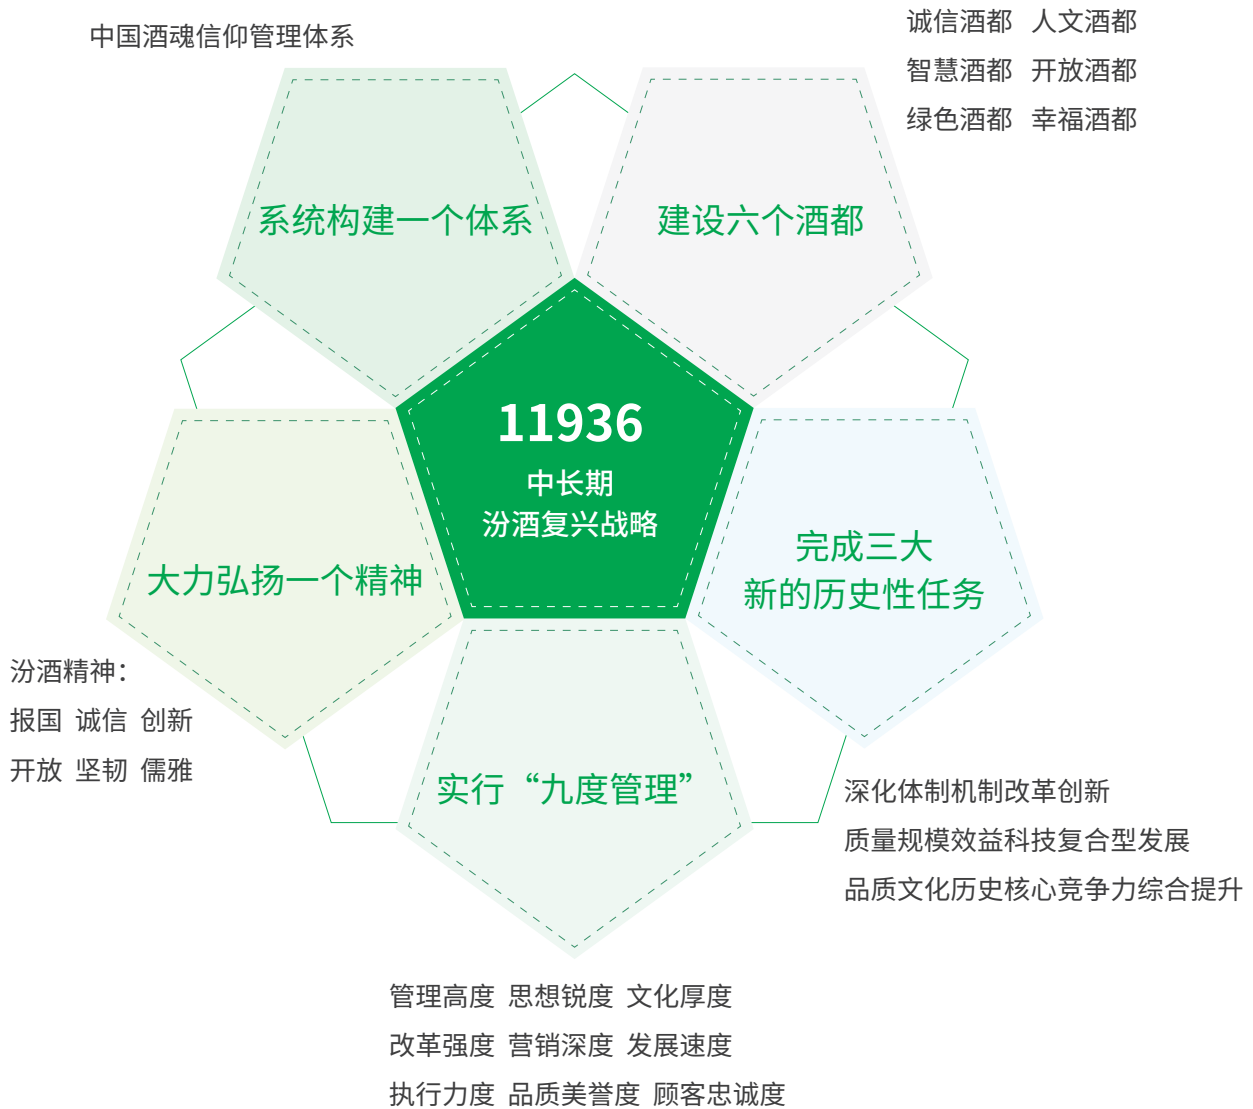 中国酒魂信仰管理体系
诚信酒都 人文酒都
智慧酒都 开放酒都
绿色酒都 幸福酒都
系统构建一个体系
建设六个酒都
11936
中长期
汾酒复兴战略
大力弘扬一个精神
完成三大
新的历史性任务
汾酒精神：
报国 诚信 创新
开放 坚韧 儒雅
实行“九度管理”
深化体制机制改革创新
质量规模效益科技复合型发展
品质文化历史核心竞争力综合提升
管理高度 思想锐度 文化厚度
改革强度 营销深度 发展速度
执行力度 品质美誉度 顾客忠诚度